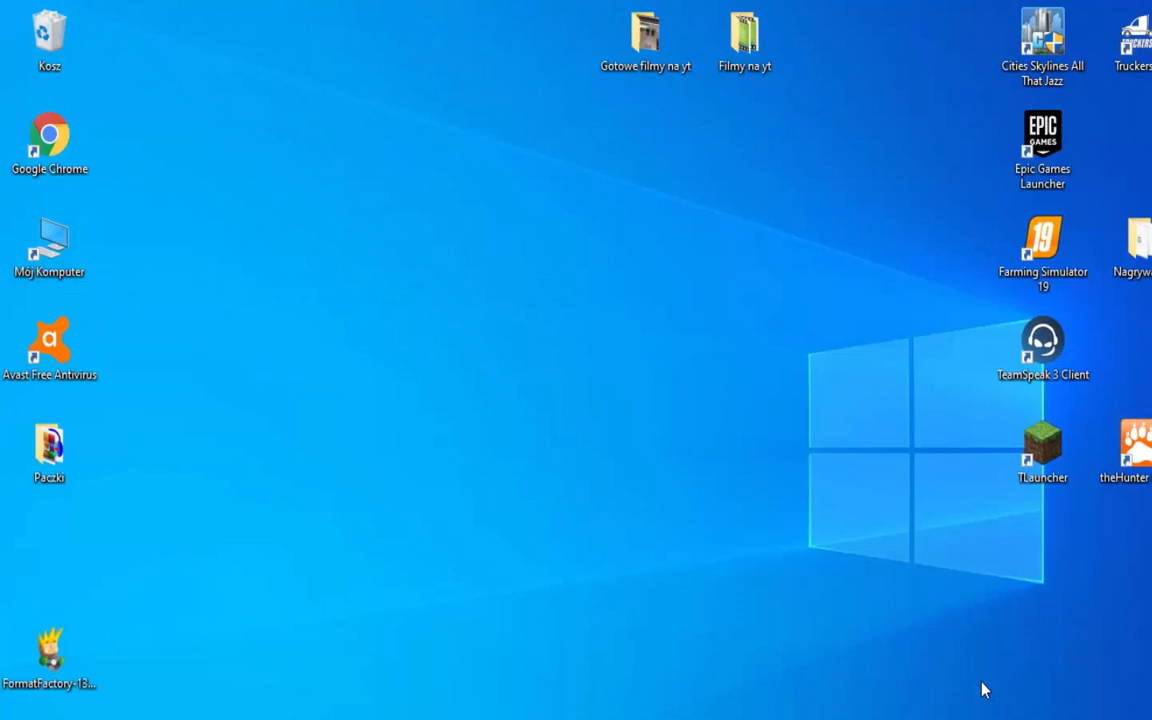 Kosz
Google Chrome
Mój Komputer
a
Avast Free Antivirus
Paczki
FormatFactory-13...
Gotowe filmy na yt
Filmy na yt
Cities Skylines All
That Jazz
EPIC
GAMES
Epic Games
Launcher
19
Farming Simulator
19
TeamSpeak 3 Client
TLauncher
TRUCKERS
Truckers
Nagrywa
theHunter